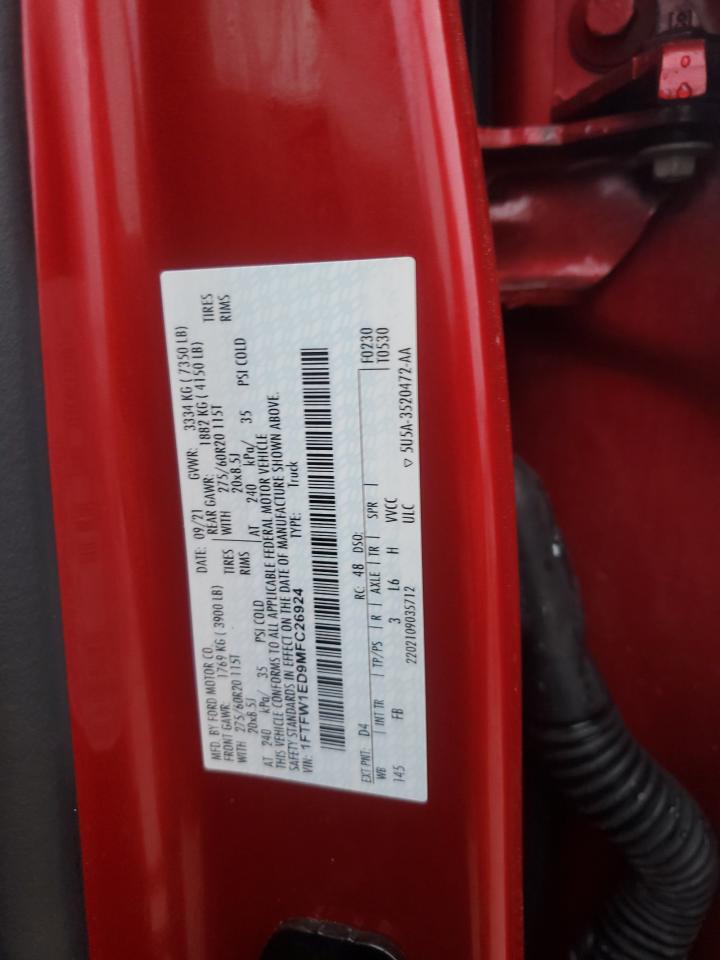 MFD. BY FORD MOTOR CO.
DATE: 09/21 GVWR: 3334 KG ( 7350 LB)
FRONT GAWR: 1769 KG ( 3900 LB) REAR GAWR: 1882 KG ( 4150 LB)
WITH 275/60R20 115T TIRES WITH 275/60R20 115T TIRES
20x8.5J RIMS 20x8.5J RIMS
AT 240 kPa/ 35 PSI COLD AT 240 kPa/ 35 PSI COLD
THIS VEHICLE CONFORMS TO ALL APPLICABLE FEDERAL MOTOR VEHICLE
SAFETY STANDARDS IN EFFECT ON THE DATE OF MANUFACTURE SHOWN ABOVE.
VIN: 1FTFW1ED9MFC26924 TYPE: Truck
EXT PNT: D4 RC: 48 DSO: F0230
WB INT TR TP/PS R AXLE TR SPR T0530
145 FB 3 L6 H VVCC
2202109035712 ULC 5U5A-3520472-AA